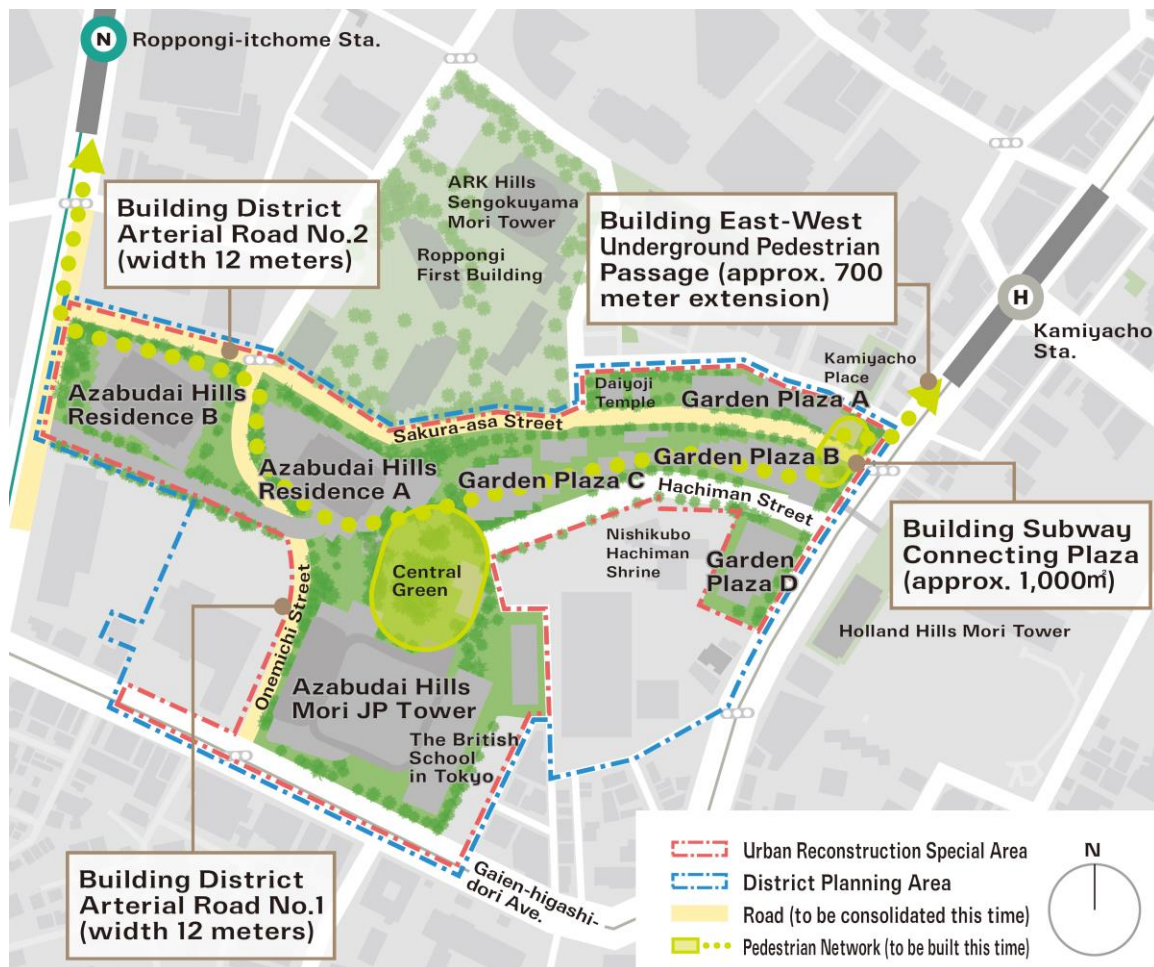 N
Roppongi-itchome Sta.
ARK Hills
Sengokuyama
Mori Tower
Roppongi
First Building
Building District
Arterial Road No.2
(width 12 meters)
Building East-West
Underground Pedestrian
Passage (approx. 700
meter extension)
H
Kamiyacho
Sta.
Kamiyacho
Place
Daiyoji
Temple
Garden Plaza A
Azabudai Hills
Residence B
Sakura-asa Street
Azabudai Hills
Residence A
Garden Plaza C
Garden Plaza B
Hachiman Street
Nishikubo
Hachiman
Shrine
Garden
Plaza D
Building Subway
Connecting Plaza
(approx. 1,000㎡)
Central
Green
Onemichi Street
Holland Hills Mori Tower
Azabudai Hills
Mori JP Tower
The British
School
in Tokyo
Gaien-higashi-
dori Ave.
Building District
Arterial Road No.1
(width 12 meters)
Urban Reconstruction Special Area
District Planning Area
Road (to be consolidated this time)
Pedestrian Network (to be built this time)
N